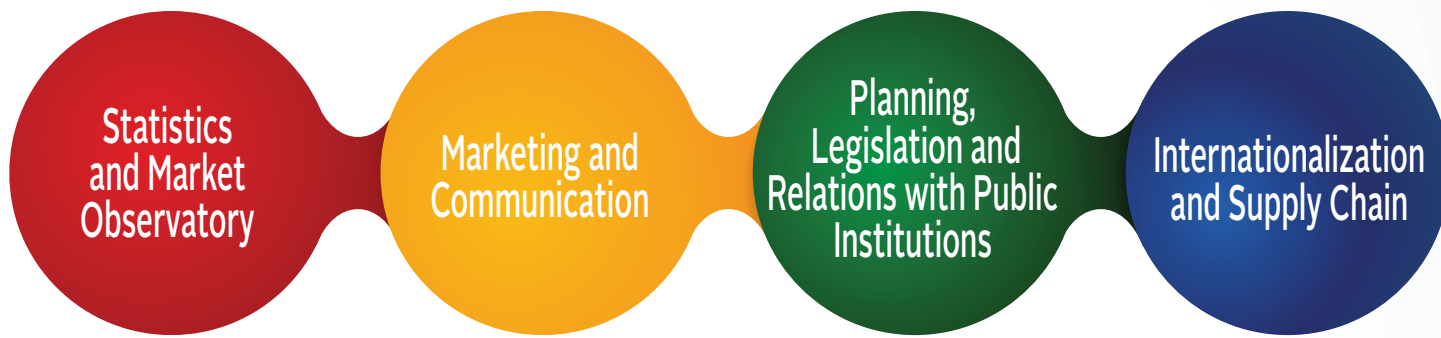 Statistics
and Market
Observatory
Marketing and
Communication
Planning,
Legislation and
Relations with Public
Institutions
Internationalization
and Supply Chain